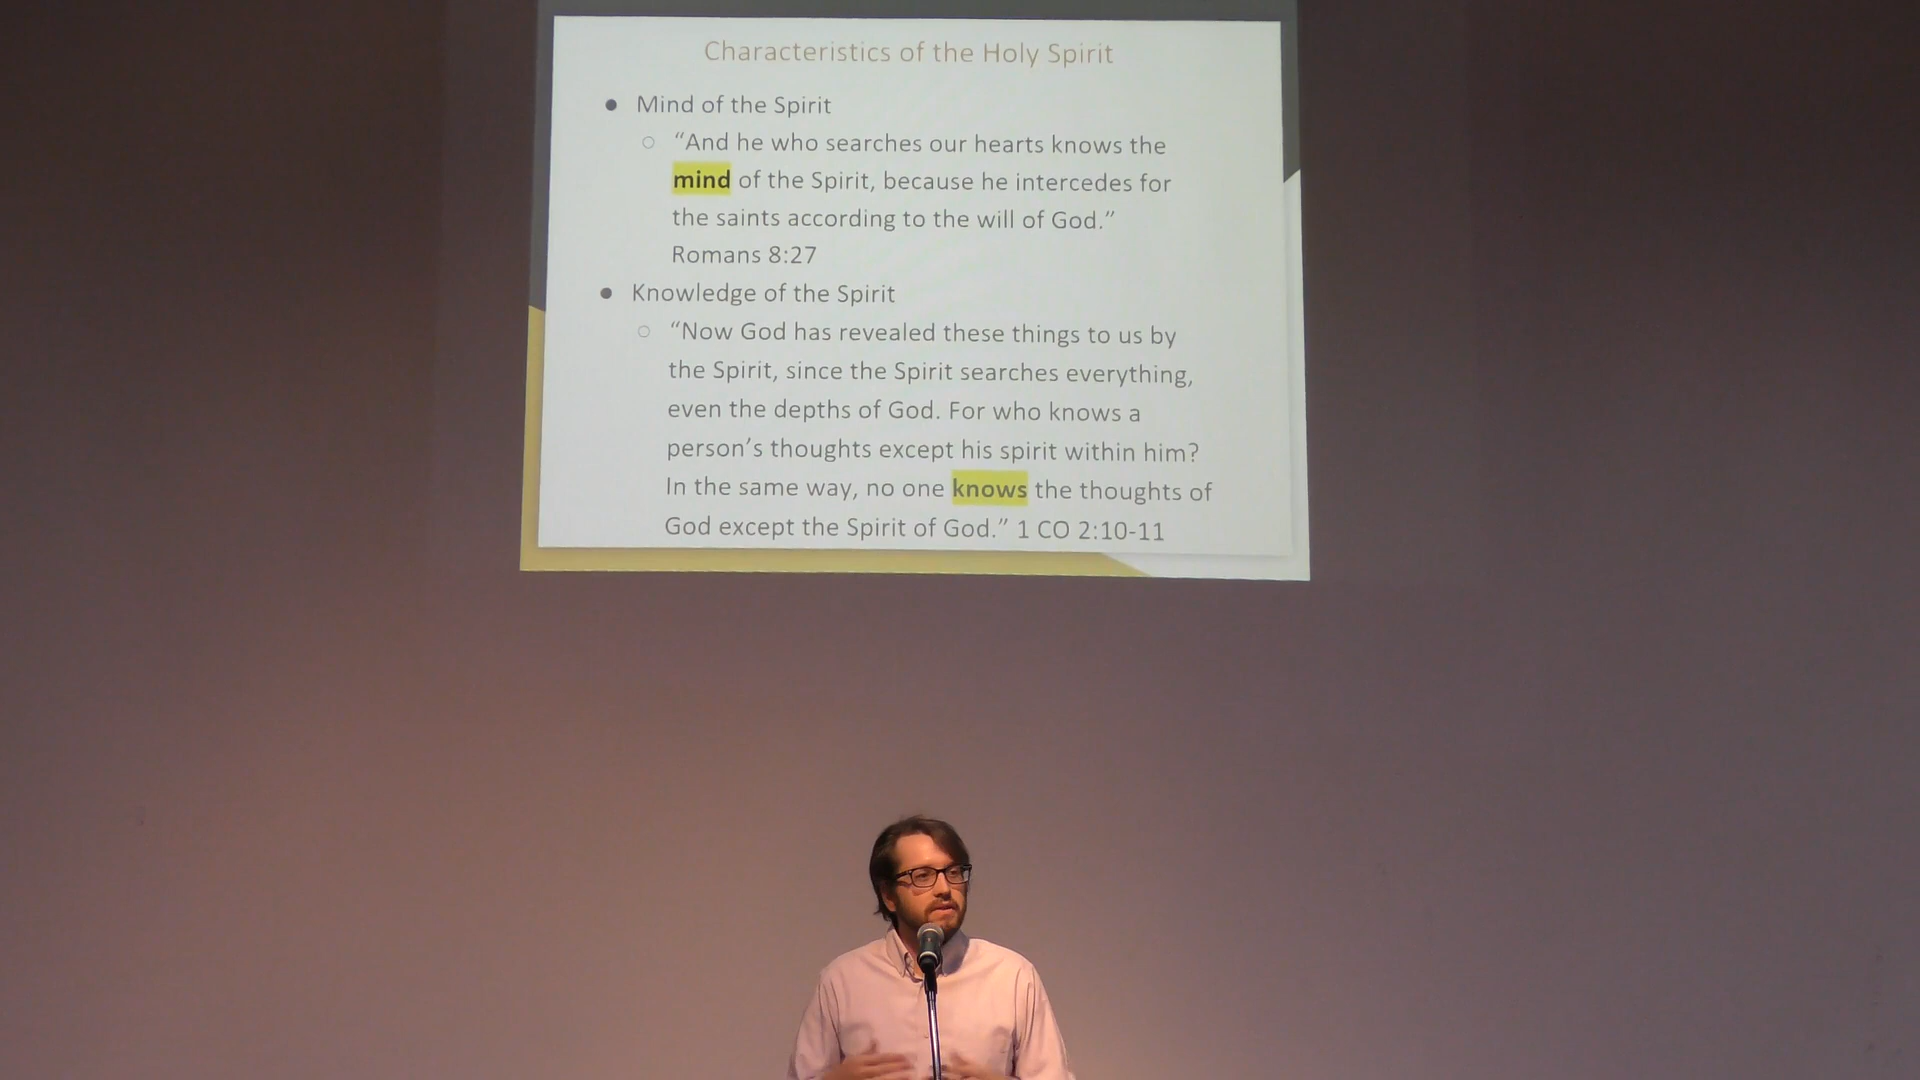 Characteristics of the Holy Spirit
● Mind of the Spirit
○ “And he who searches our hearts knows the
mind of the Spirit, because he intercedes for
the saints according to the will of God.”
Romans 8:27
● Knowledge of the Spirit
○ “Now God has revealed these things to us by
the Spirit, since the Spirit searches everything,
even the depths of God. For who knows a
person’s thoughts except his spirit within him?
In the same way, no one knows the thoughts of
God except the Spirit of God.” 1 CO 2:10-11